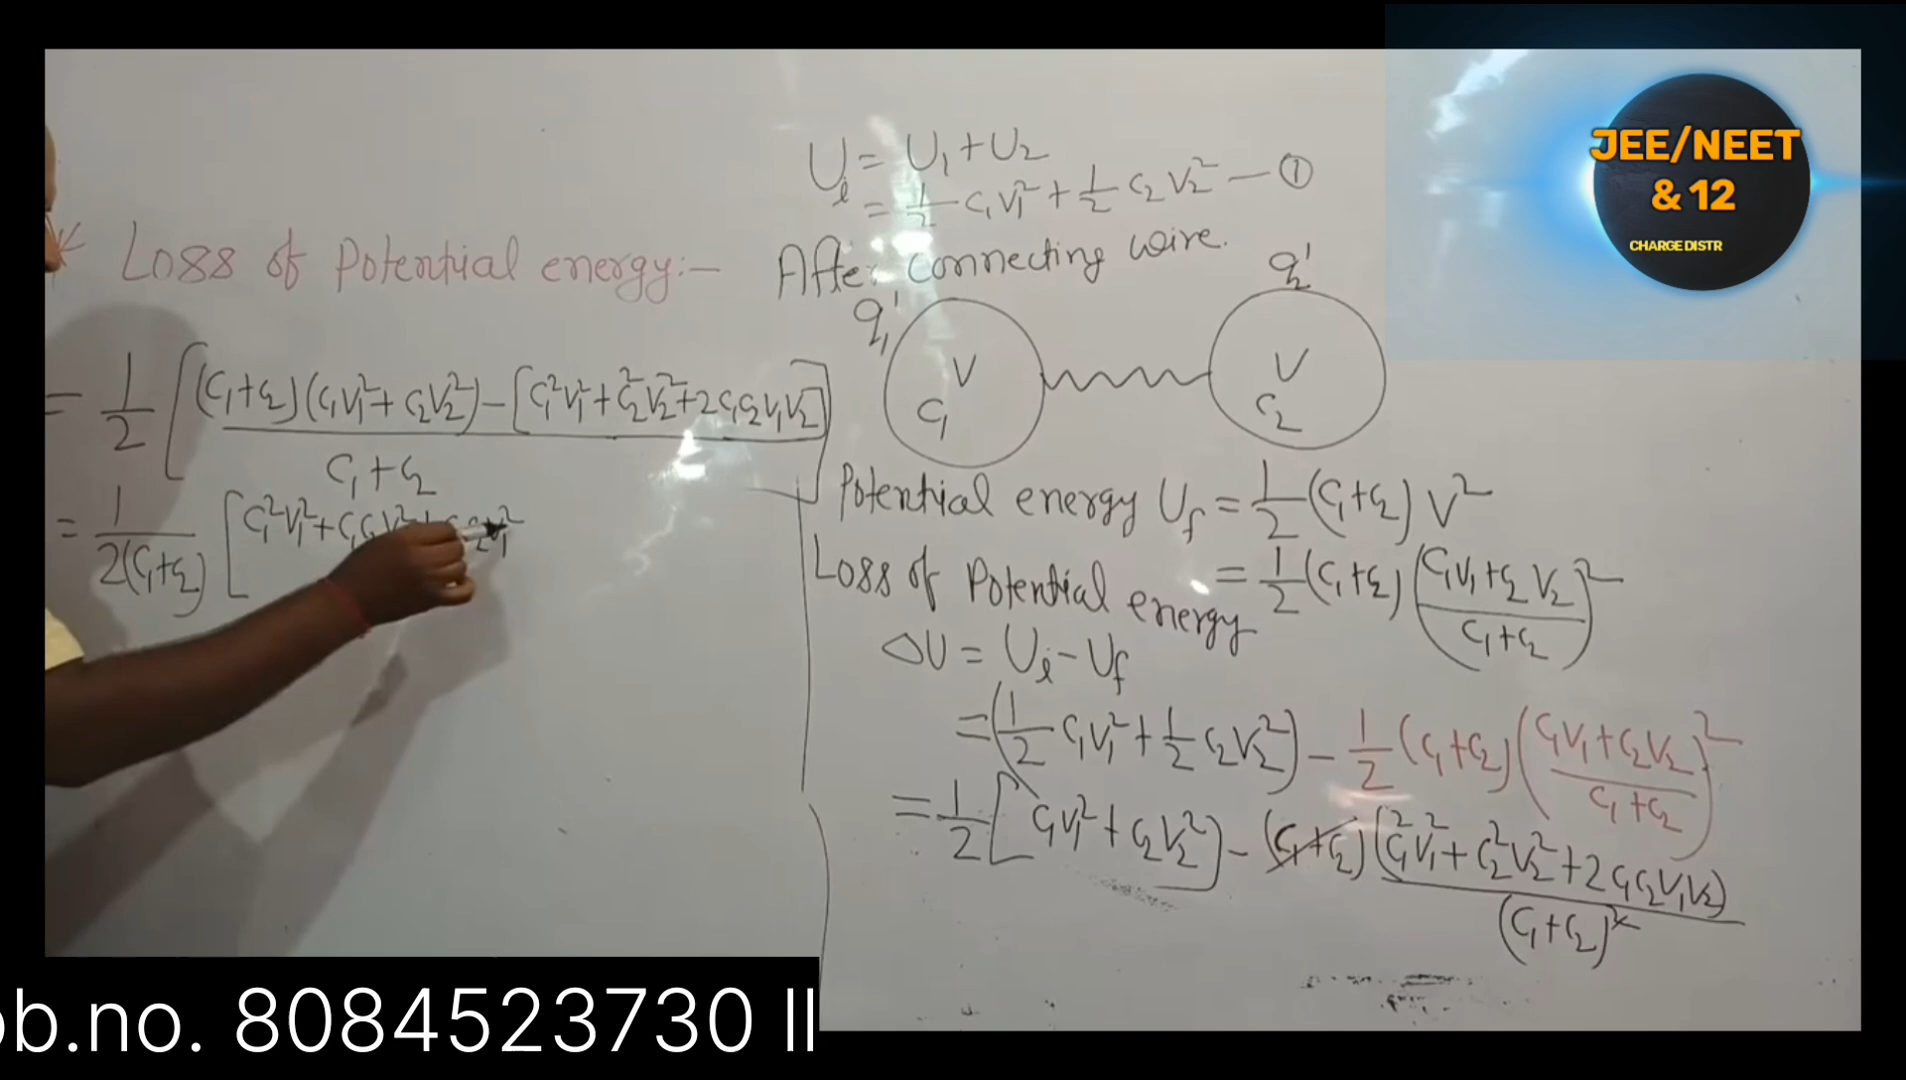 JEE/NEET
& 12
CHARGE DISTR
* Loss of Potential energy:-
= 1/2 [((C₁+C₂)(C₁V₁²+C₂V₂²)-[C₁²V₁²+C₂²V₂²+2C₁C₂V₁V₂])/(C₁+C₂)]
= 1/(2(C₁+C₂)) [C₁²V₁²+C₁C₂V₂²+
Uᵢ = U₁+U₂
= 1/2 C₁V₁² + 1/2 C₂V₂² — ①
After connecting wire.
q₁' q₂'
V V
C₁ C₂
Potential energy U_f = 1/2 (C₁+C₂) V²
= 1/2 (C₁+C₂) ((C₁V₁+C₂V₂)/(C₁+C₂))²
Loss of Potential energy
ΔU = Uᵢ - U_f
= (1/2 C₁V₁² + 1/2 C₂V₂²) - 1/2 (C₁+C₂) ((C₁V₁+C₂V₂)/(C₁+C₂))²
= 1/2 [C₁V₁² + C₂V₂²] - (C₁+C₂) (C₁²V₁² + C₂²V₂² + 2C₁C₂V₁V₂)/(C₁+C₂)²
b.no. 8084523730 ll